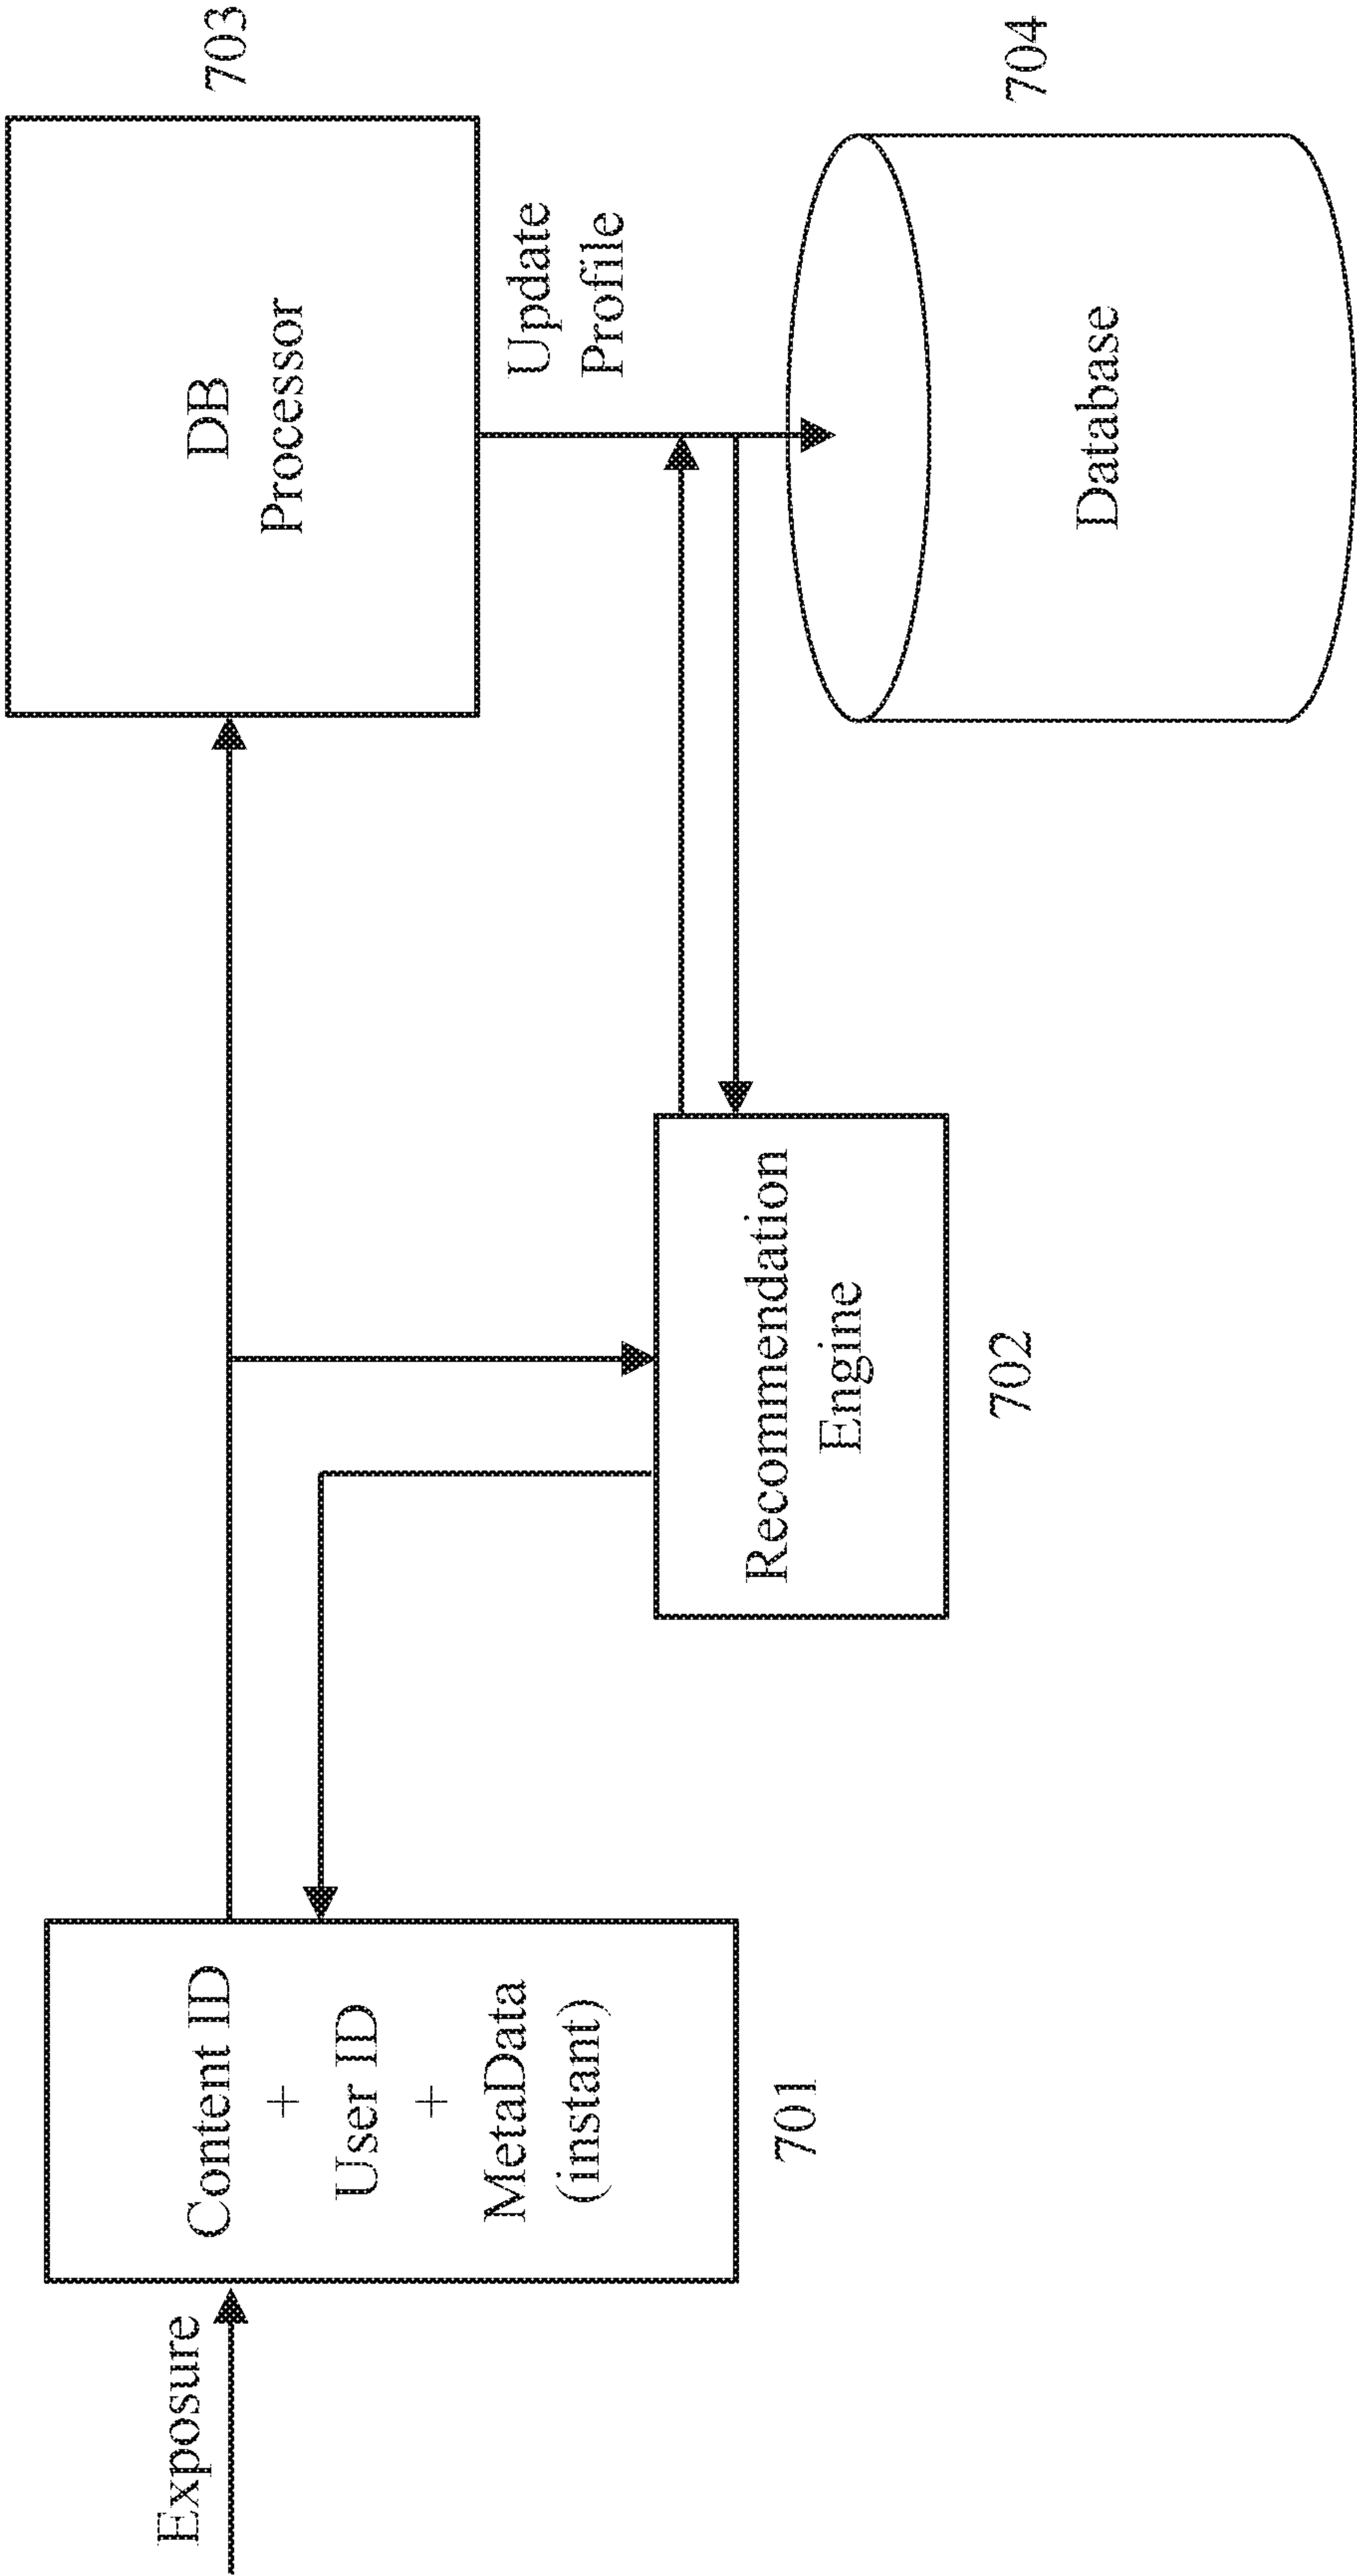 Exposure
Content ID
+
User ID
+
MetaData
(instant)
701
Recommendation
Engine
702
DB
Processor
703
Update
Profile
Database
704